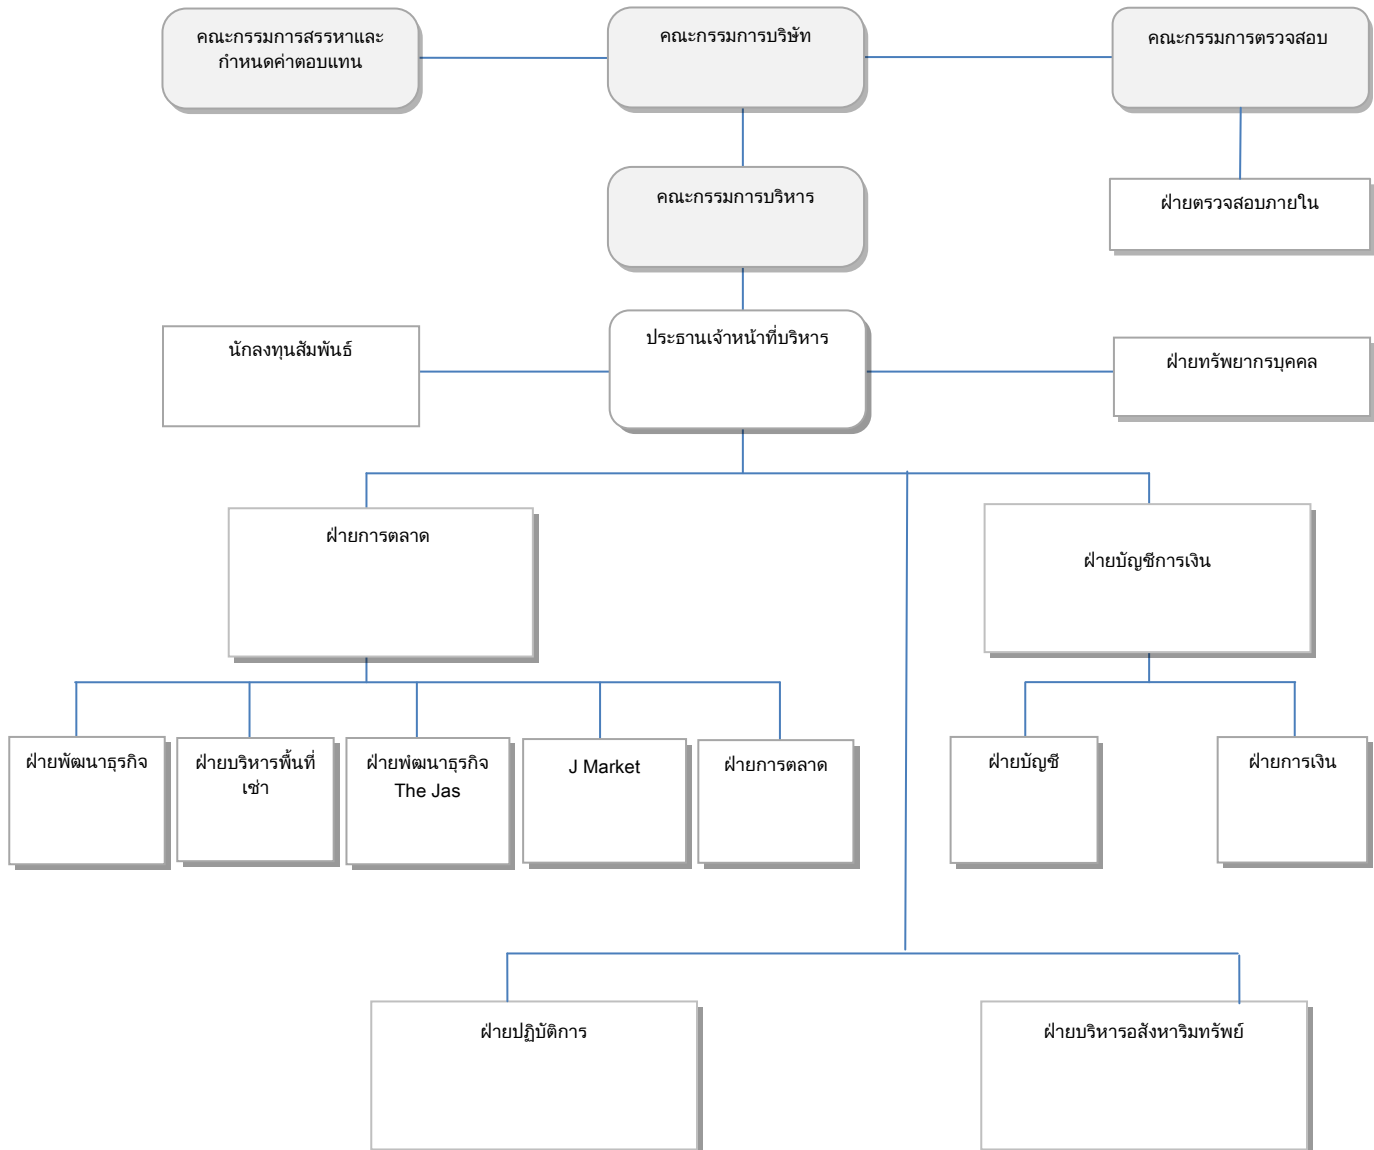 คณะกรรมการสรรหาและ
กำหนดค่าตอบแทน
คณะกรรมการบริษัท
คณะกรรมการตรวจสอบ
คณะกรรมการบริหาร
ฝ่ายตรวจสอบภายใน
นักลงทุนสัมพันธ์
ประธานเจ้าหน้าที่บริหาร
ฝ่ายทรัพยากรบุคคล
ฝ่ายการตลาด
ฝ่ายบัญชีการเงิน
ฝ่ายพัฒนาธุรกิจ
ฝ่ายบริหารพื้นที่
เช่า
ฝ่ายพัฒนาธุรกิจ
The Jas
J Market
ฝ่ายการตลาด
ฝ่ายบัญชี
ฝ่ายการเงิน
ฝ่ายปฏิบัติการ
ฝ่ายบริหารอสังหาริมทรัพย์